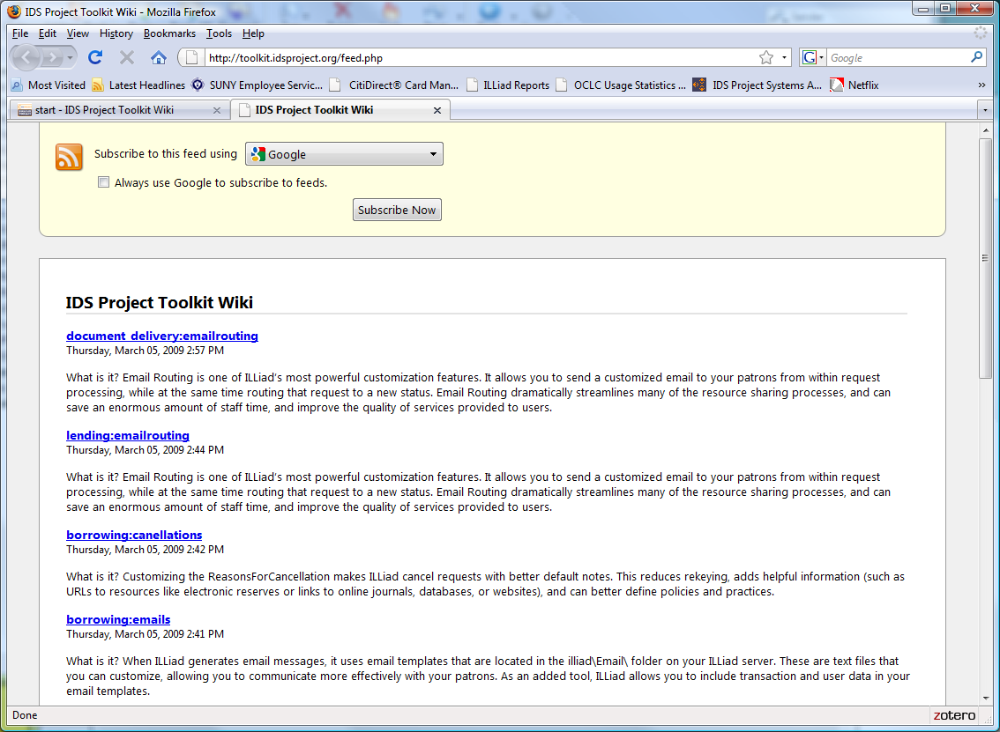 IDS Project Toolkit Wiki - Mozilla Firefox
File Edit View History Bookmarks Tools Help
http://toolkit.idsproject.org/feed.php
G Google
Most Visited Latest Headlines SUNY Employee Servic... CitiDirect® Card Man... ILLiad Reports OCLC Usage Statistics ... IDS Project Systems A... Netflix »
start - IDS Project Toolkit Wiki IDS Project Toolkit Wiki
Subscribe to this feed using Google
Always use Google to subscribe to feeds.
Subscribe Now
IDS Project Toolkit Wiki
document_delivery:emailrouting
Thursday, March 05, 2009 2:57 PM
What is it? Email Routing is one of ILLiad's most powerful customization features. It allows you to send a customized email to your patrons from within request
processing, while at the same time routing that request to a new status. Email Routing dramatically streamlines many of the resource sharing processes, and can
save an enormous amount of staff time, and improve the quality of services provided to users.
lending:emailrouting
Thursday, March 05, 2009 2:44 PM
What is it? Email Routing is one of ILLiad's most powerful customization features. It allows you to send a customized email to your patrons from within request
processing, while at the same time routing that request to a new status. Email Routing dramatically streamlines many of the resource sharing processes, and can
save an enormous amount of staff time, and improve the quality of services provided to users.
borrowing:canellations
Thursday, March 05, 2009 2:42 PM
What is it? Customizing the ReasonsForCancellation makes ILLiad cancel requests with better default notes. This reduces rekeying, adds helpful information (such as
URLs to resources like electronic reserves or links to online journals, databases, or websites), and can better define policies and practices.
borrowing:emails
Thursday, March 05, 2009 2:41 PM
What is it? When ILLiad generates email messages, it uses email templates that are located in the illiad\Email\ folder on your ILLiad server. These are text files that
you can customize, allowing you to communicate more effectively with your patrons. As an added tool, ILLiad allows you to include transaction and user data in your
email templates.
Done
zotero